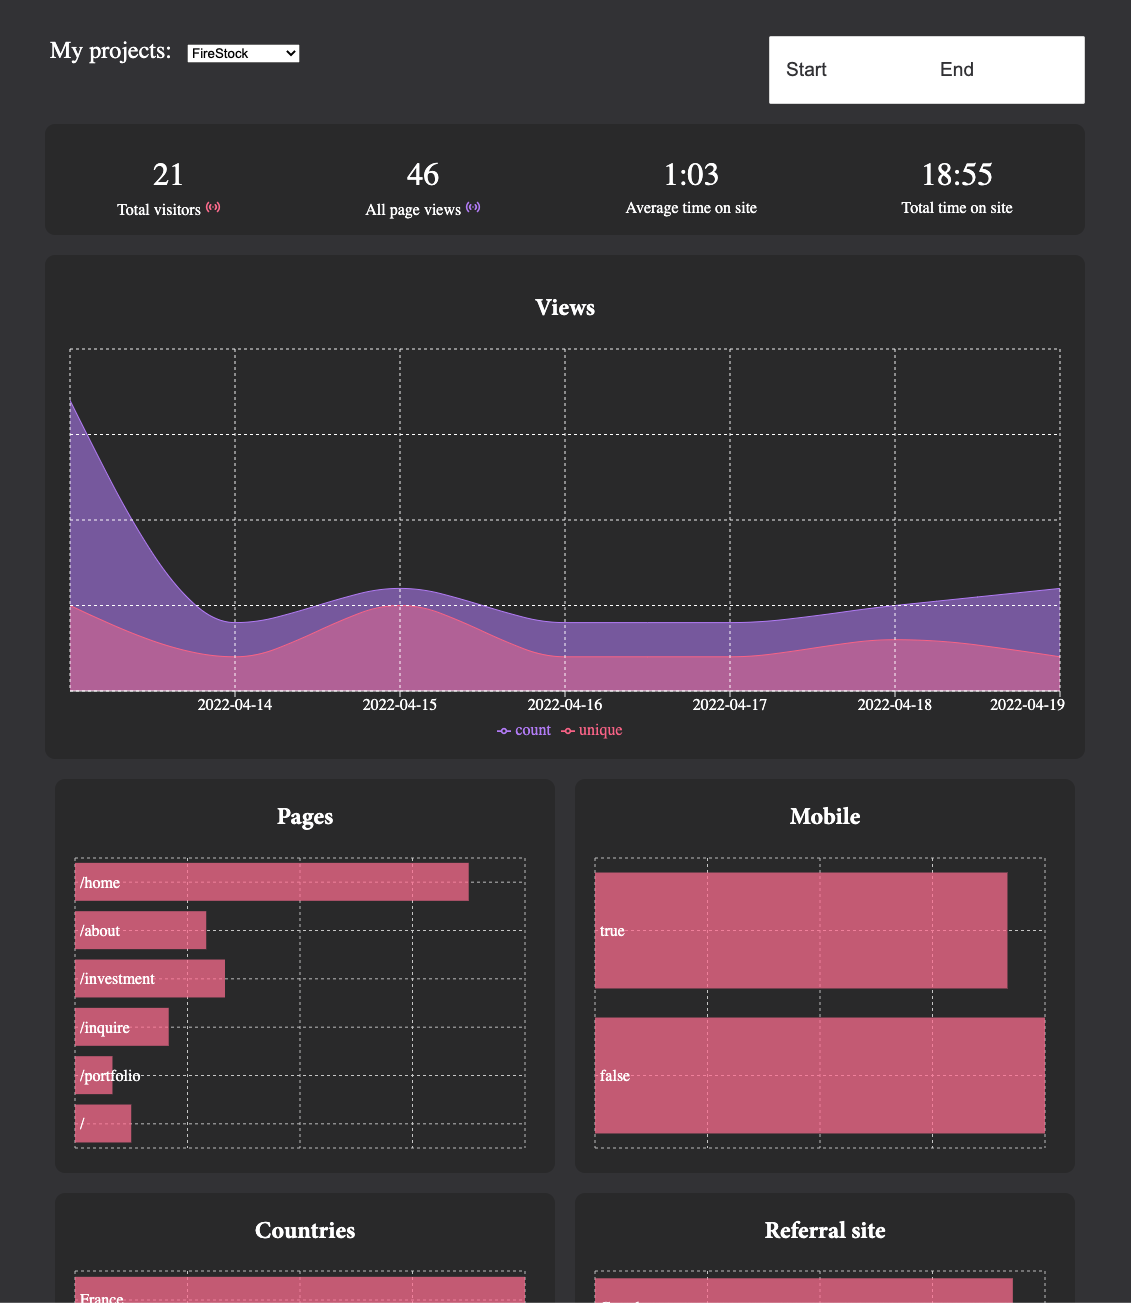 My projects: FireStock
Start End
21 46 1:03 18:55
Total visitors All page views Average time on site Total time on site
Views
2022-04-14 2022-04-15 2022-04-16 2022-04-17 2022-04-18 2022-04-19
count unique
Pages
/home
/about
/investment
/inquire
/portfolio
/
Mobile
true
false
Countries
France
Referral site